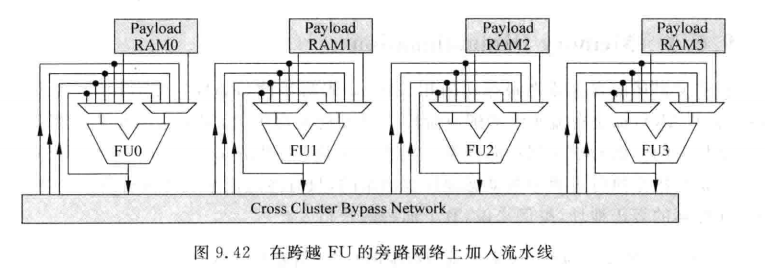 Payload
RAM0
Payload
RAM1
Payload
RAM2
Payload
RAM3
FU0
FU1
FU2
FU3
Cross Cluster Bypass Network
图 9.42 在跨越 FU 的旁路网络上加入流水线